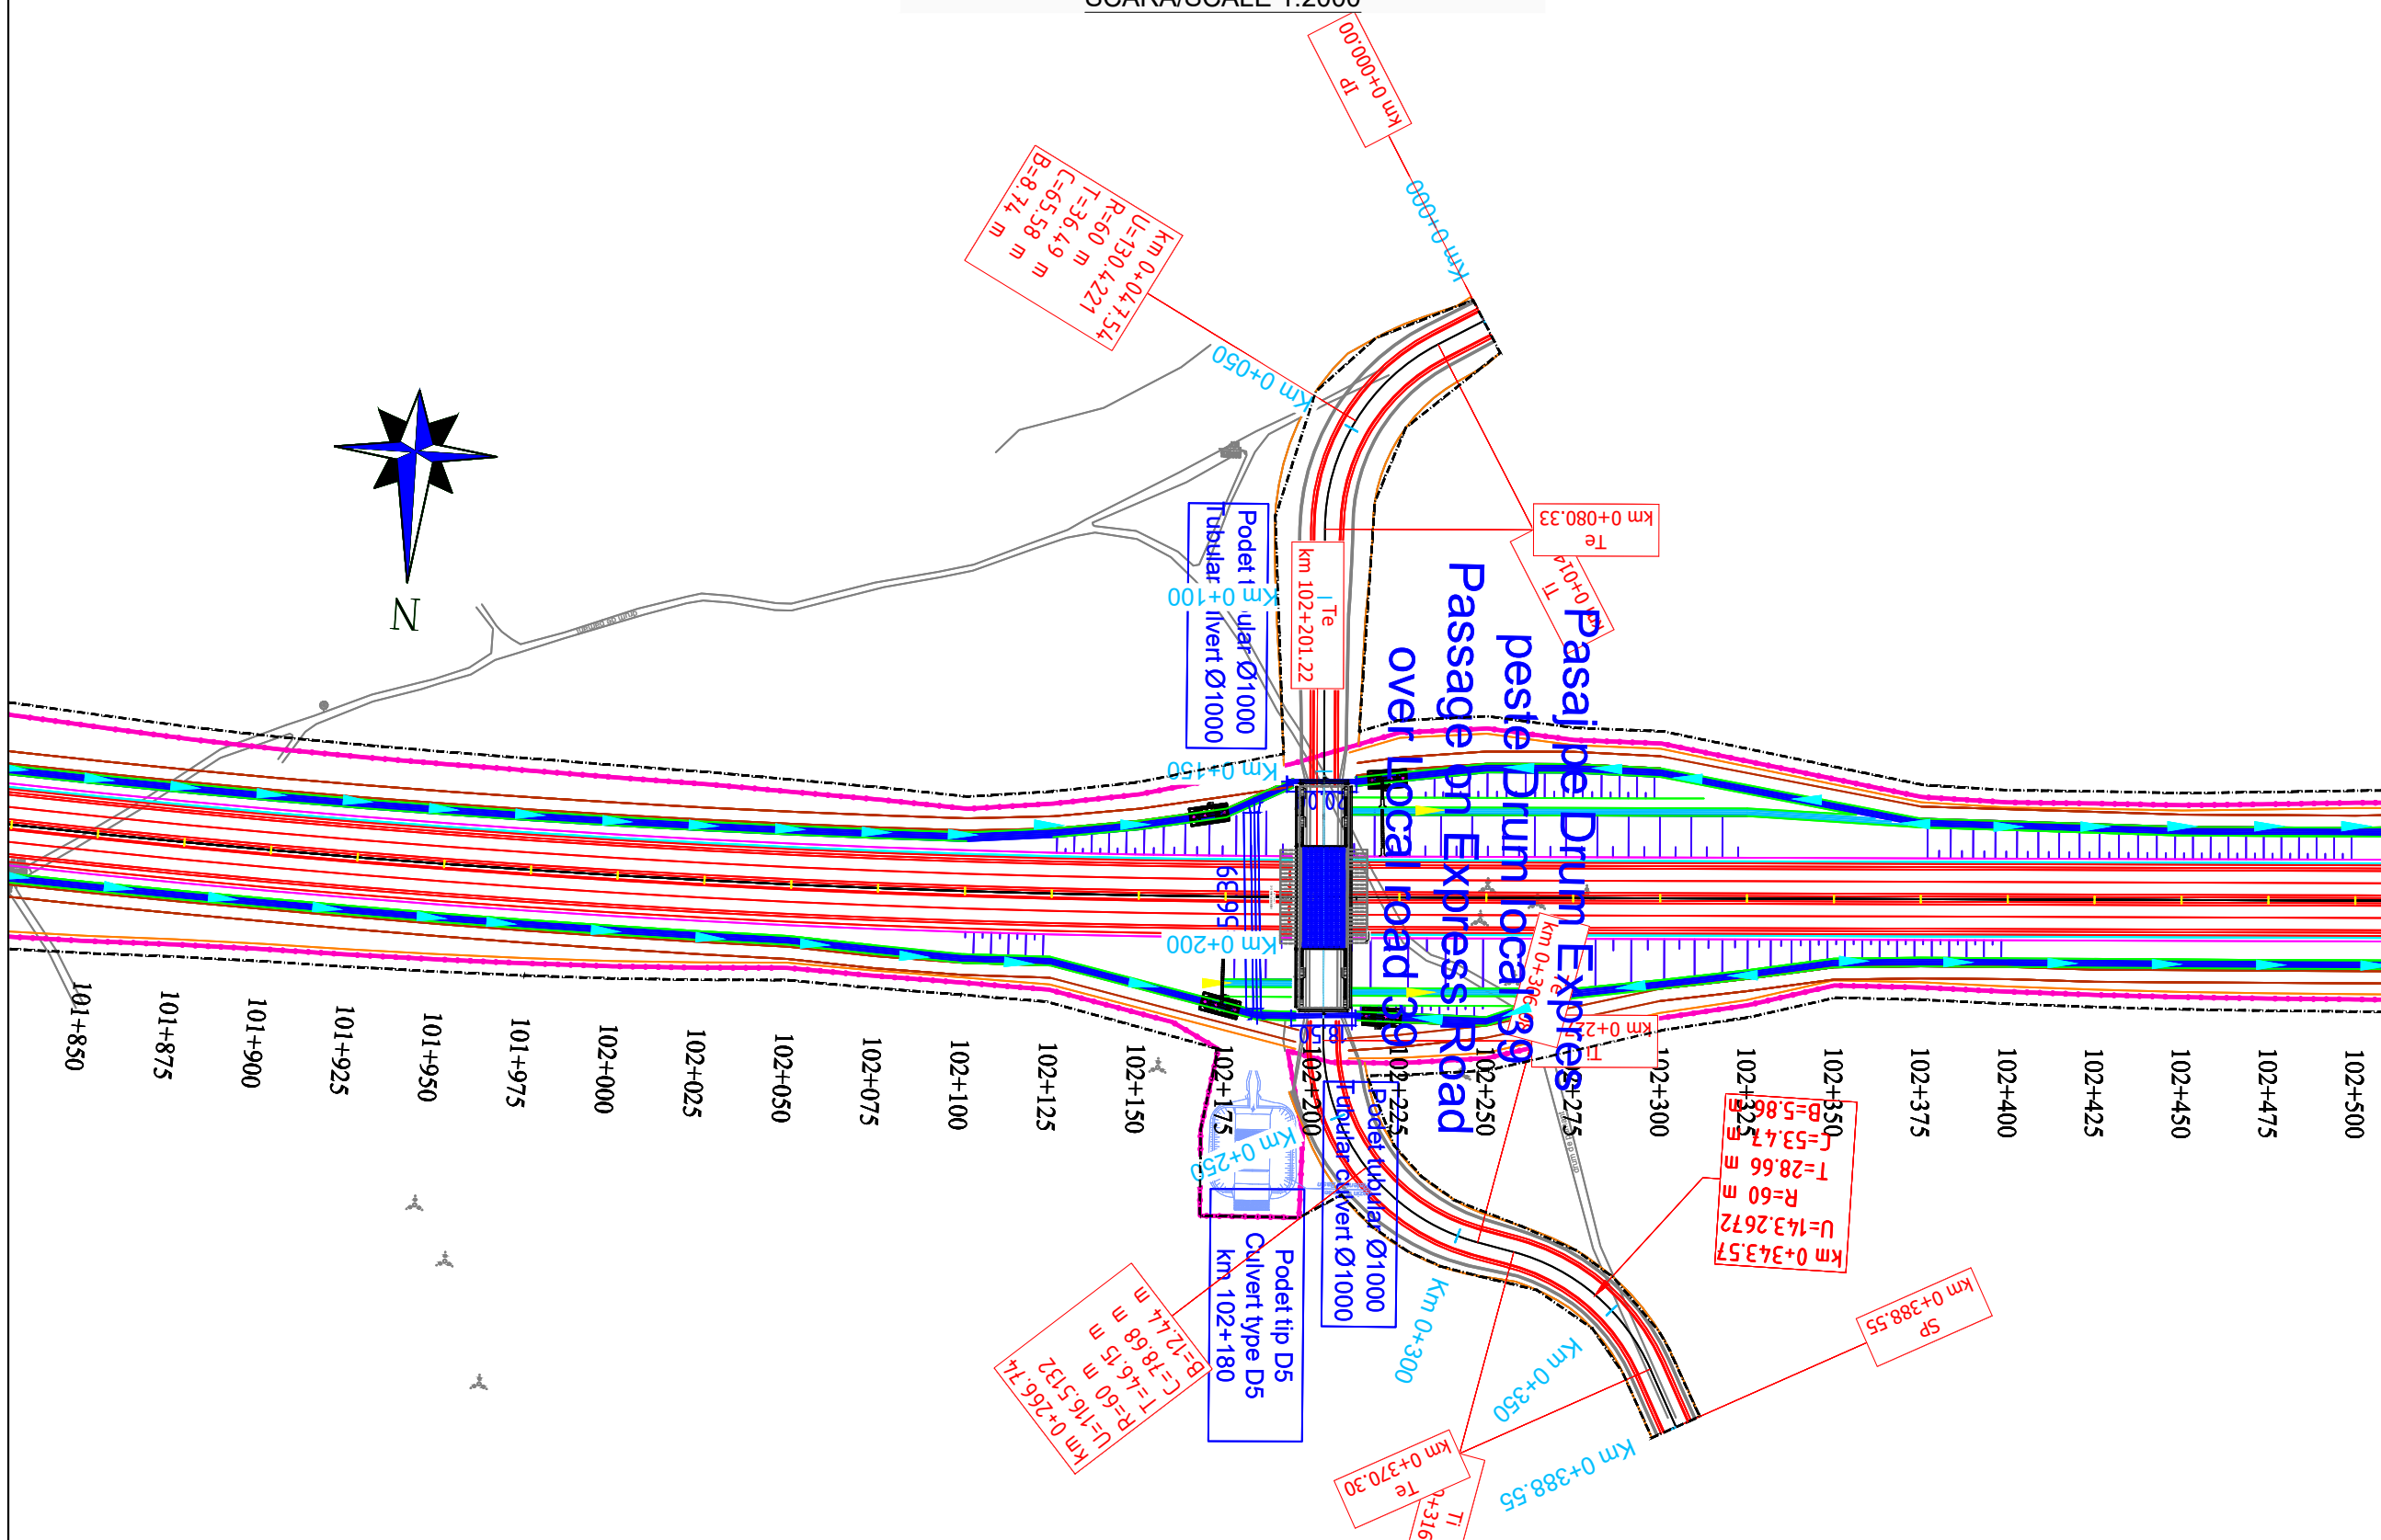 SCARA/SCALE 1:2000
IP
km 0+000.00
Km 0+000
km 0+047.54
U=130.4221
R=60 m
T=36.49 m
C=65.58 m
B=8.74 m
Km 0+050
Te
km 0+080.33
Ti
Podet
Tubular
Ø1000
Ø1000
Km 0+100
Te
km 102+201.22
Pasaj pe Drum Expres
peste Drum local 39
Passage on Express Road
over Local road 39
N
Km 0+150
Km 0+200
Te
Ti
101+850
101+875
101+900
101+925
101+950
101+975
102+000
102+025
102+050
102+075
102+100
102+125
102+150
102+175
102+200
102+225
102+250
102+275
102+300
102+325
102+350
102+375
102+400
102+425
102+450
102+475
102+500
Km 0+250
Podet tubular Ø1000
Tubular culvert Ø1000
Podet tip D5
Culvert type D5
km 102+180
km 0+266.74
U=116.5132
R=60 m
T=46.15 m
C=78.68 m
B=12.44 m
Km 0+300
km 0+343.57
U=143.2672
R=60 m
T=28.66 m
C=53.47 m
B=5.86 m
Km 0+350
SP
km 0+388.55
Te
km 0+370.30
Ti
Km 0+388.55